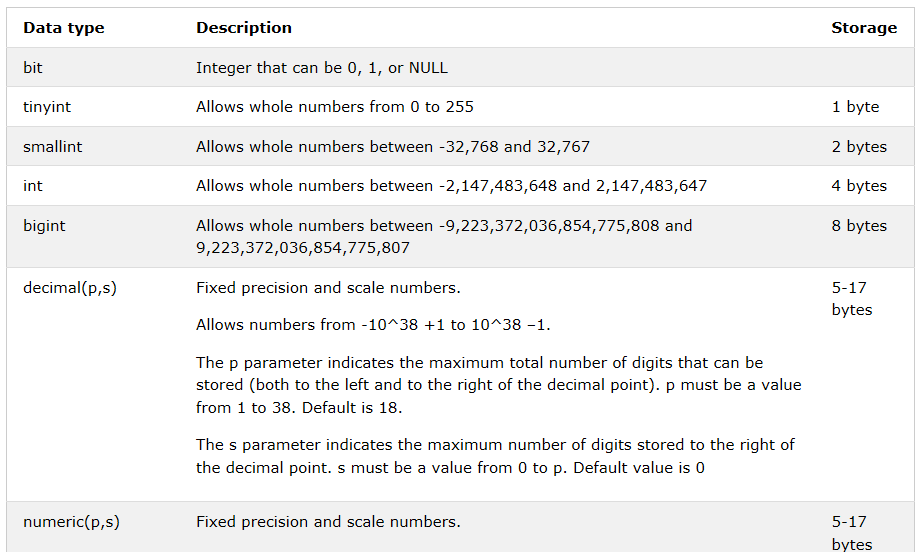 Data type Description Storage
bit Integer that can be 0, 1, or NULL
tinyint Allows whole numbers from 0 to 255 1 byte
smallint Allows whole numbers between -32,768 and 32,767 2 bytes
int Allows whole numbers between -2,147,483,648 and 2,147,483,647 4 bytes
bigint Allows whole numbers between -9,223,372,036,854,775,808 and 8 bytes
9,223,372,036,854,775,807
decimal(p,s) Fixed precision and scale numbers. 5-17
bytes
Allows numbers from -10^38 +1 to 10^38 –1.
The p parameter indicates the maximum total number of digits that can be
stored (both to the left and to the right of the decimal point). p must be a value
from 1 to 38. Default is 18.
The s parameter indicates the maximum number of digits stored to the right of
the decimal point. s must be a value from 0 to p. Default value is 0
numeric(p,s) Fixed precision and scale numbers. 5-17
bytes